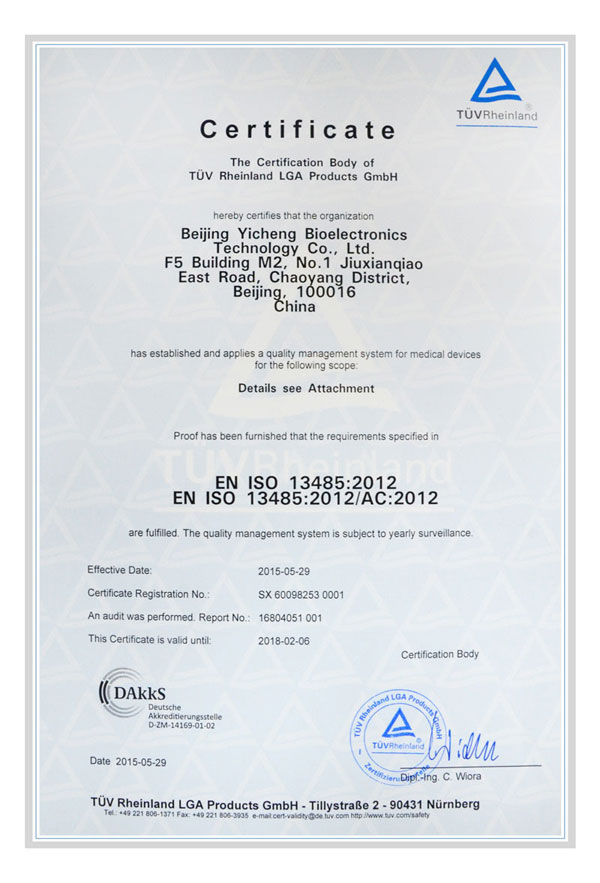 TÜVRheinland®
Certificate
The Certification Body of
TÜV Rheinland LGA Products GmbH
hereby certifies that the organization
Beijing Yicheng Bioelectronics
Technology Co., Ltd.
F5 Building M2, No.1 Jiuxianqiao
East Road, Chaoyang District,
Beijing, 100016
China
has established and applies a quality management system for medical devices
for the following scope:
Details see Attachment
Proof has been furnished that the requirements specified in
TÜVRheinland
EN ISO 13485:2012
EN ISO 13485:2012/AC:2012
are fulfilled. The quality management system is subject to yearly surveillance.
Effective Date: 2015-05-29
Certificate Registration No.: SX 60098253 0001
An audit was performed. Report No.: 16804051 001
This Certificate is valid until: 2018-02-06
Certification Body
DAkkS
Deutsche
Akkreditierungsstelle
D-ZM-14169-01-02
TÜV Rheinland LGA Products GmbH
TÜVRheinland
Zertifizierungsstelle
Date 2015-05-29
Dipl.-Ing. C. Wiora
TÜV Rheinland LGA Products GmbH - Tillystraße 2 - 90431 Nürnberg
Tel.: +49 221 806-1371 Fax: +49 221 806-3935 e-mail:cert-validity@de.tuv.com http://www.tuv.com/safety